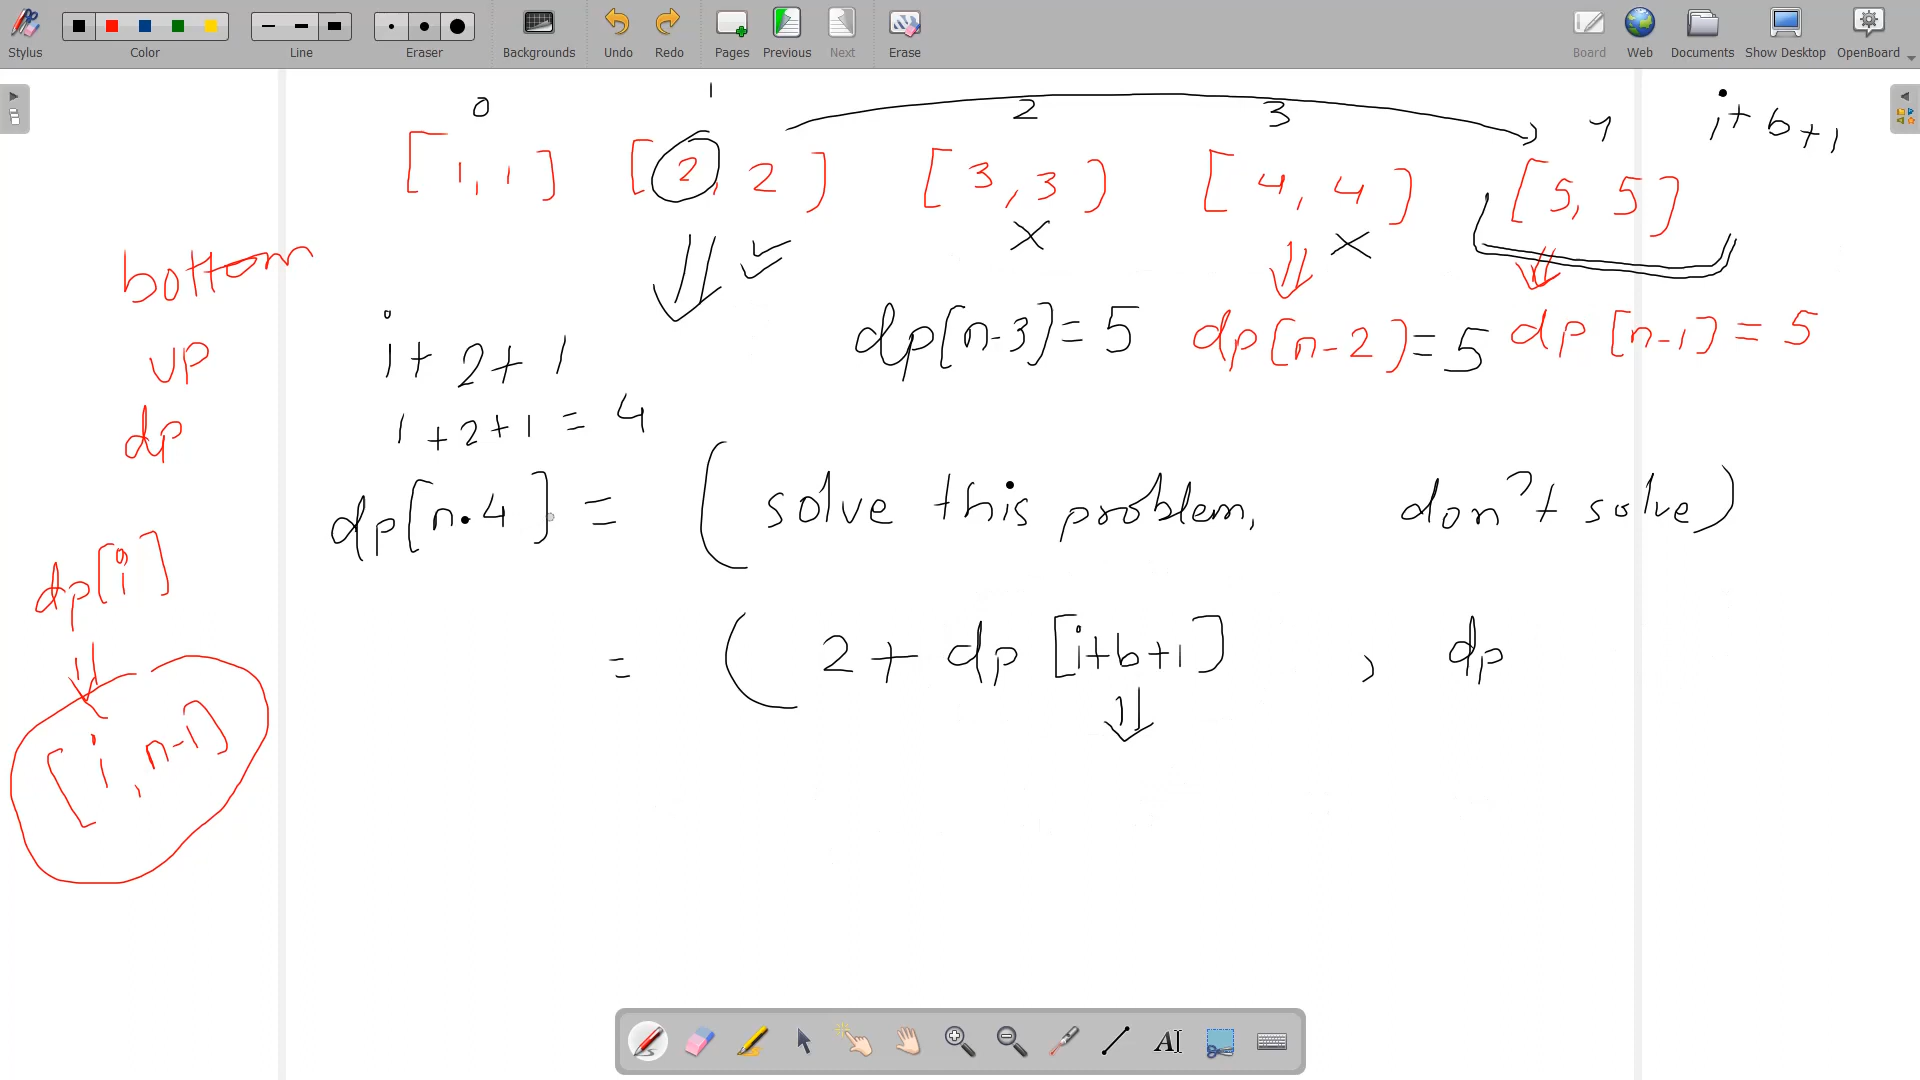 Stylus Color Line Eraser Backgrounds Undo Redo Pages Previous Next Erase Board Web Documents Show Desktop OpenBoard
0 1 2 3 4 i+b+1
[1,1] [2,2] [3,3] [4,4] [5,5]
x x
bottom
up
dp
i+2+1
dp[n-3]=5 dp[n-2]=5 dp[n-1]=5
1+2+1=4
dp[n-4]= (solve this problem, don't solve)
dp[i]
= (2+dp[i+b+1] , dp
[i,n-1]